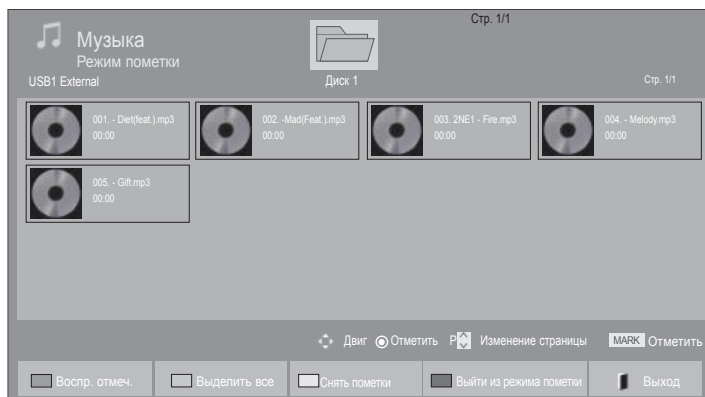 Стр. 1/1
Музыка
Режим пометки
USB1 External
Диск 1
Стр. 1/1
001. - Diet(feat.).mp3
00:00
002. -Mad(Feat.).mp3
00:00
003. 2NE1 - Fire.mp3
00:00
004. - Melody.mp3
00:00
005. - Gift.mp3
00:00
Двиг Отметить P Изменение страницы MARK Отметить
Воспр. отмеч. Выделить все Снять пометки Выйти из режима пометки Выход